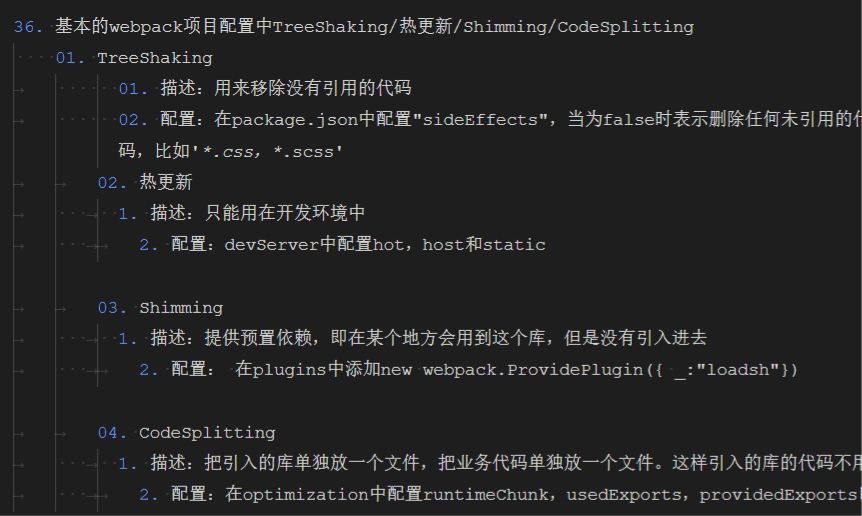 36. 基本的webpack项目配置中TreeShaking/热更新/Shimming/CodeSplitting
01. TreeShaking
01. 描述：用来移除没有引用的代码
02. 配置：在package.json中配置"sideEffects"，当为false时表示删除任何未引用的
码，比如'*.css，*.scss'
02. 热更新
1. 描述：只能用在开发环境中
2. 配置：devServer中配置hot，host和static
03. Shimming
1. 描述：提供预置依赖，即在某个地方会用到这个库，但是没有引入进去
2. 配置： 在plugins中添加new webpack.ProvidePlugin({ _:"loadsh"})
04. CodeSplitting
1. 描述：把引入的库单独放一个文件，把业务代码单独放一个文件。这样引入的库的代码不用
2. 配置：在optimization中配置runtimeChunk，usedExports，providedExports